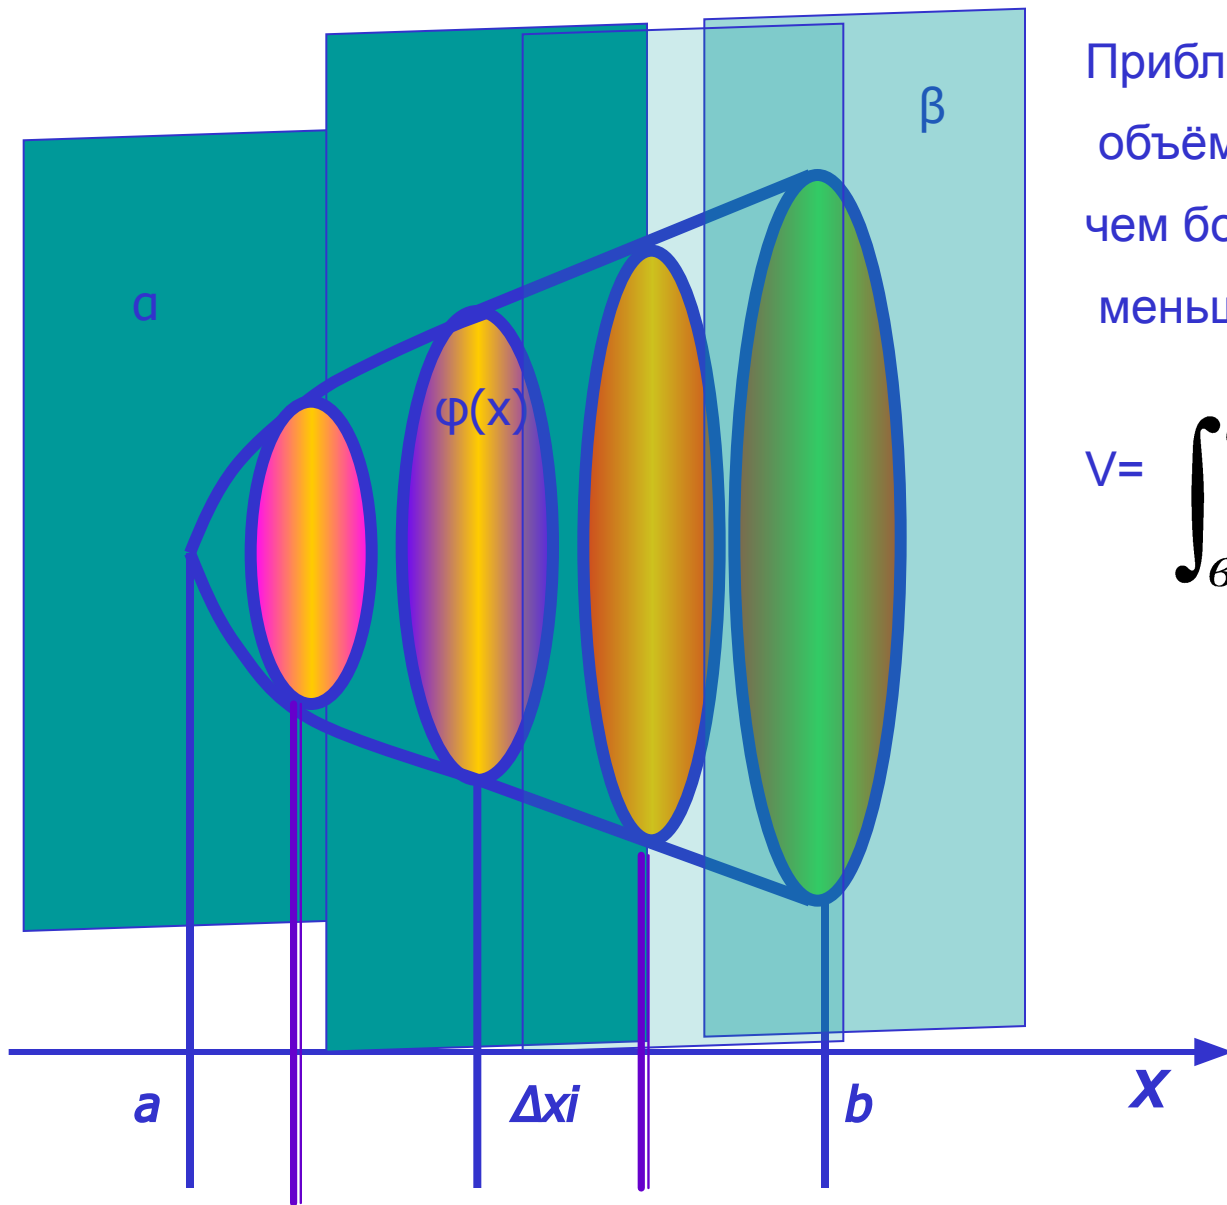 β
α
φ(x)
Прибл
объём
чем бо
меньш
V= ∫
a
Δxi
b
X